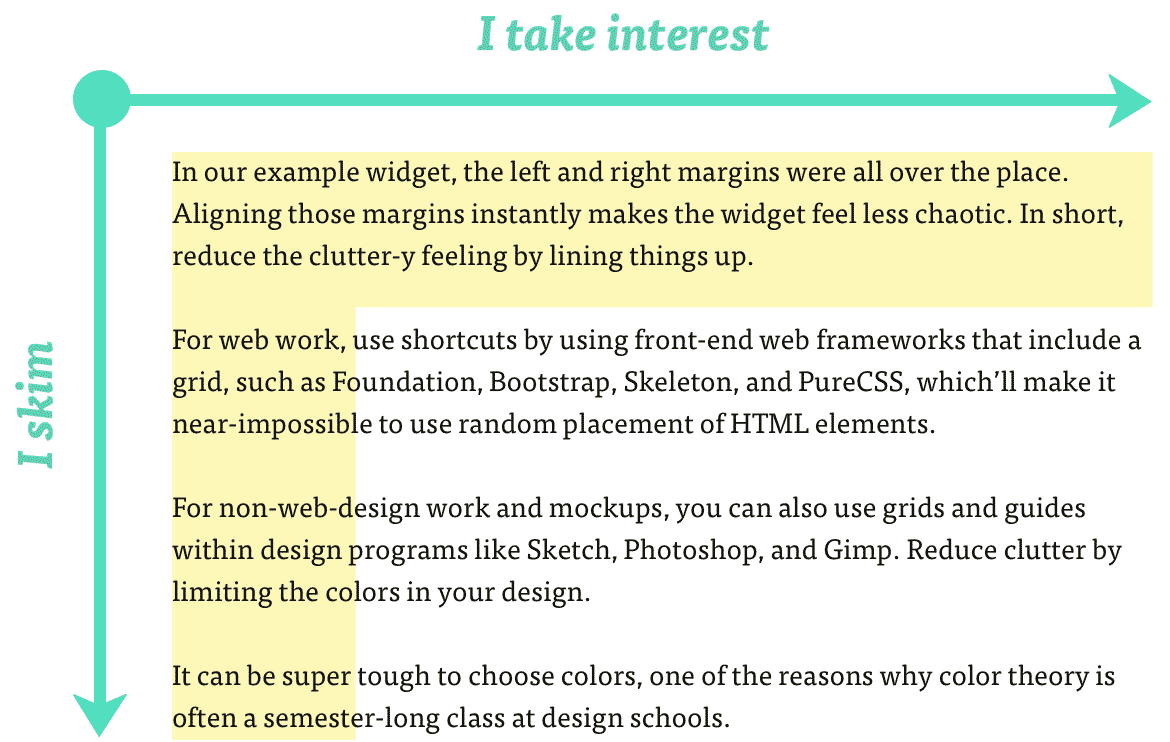 I take interest
I skim
In our example widget, the left and right margins were all over the place.
Aligning those margins instantly makes the widget feel less chaotic. In short,
reduce the clutter-y feeling by lining things up.
For web work, use shortcuts by using front-end web frameworks that include a
grid, such as Foundation, Bootstrap, Skeleton, and PureCSS, which’ll make it
near-impossible to use random placement of HTML elements.
For non-web-design work and mockups, you can also use grids and guides
within design programs like Sketch, Photoshop, and Gimp. Reduce clutter by
limiting the colors in your design.
It can be super tough to choose colors, one of the reasons why color theory is
often a semester-long class at design schools.